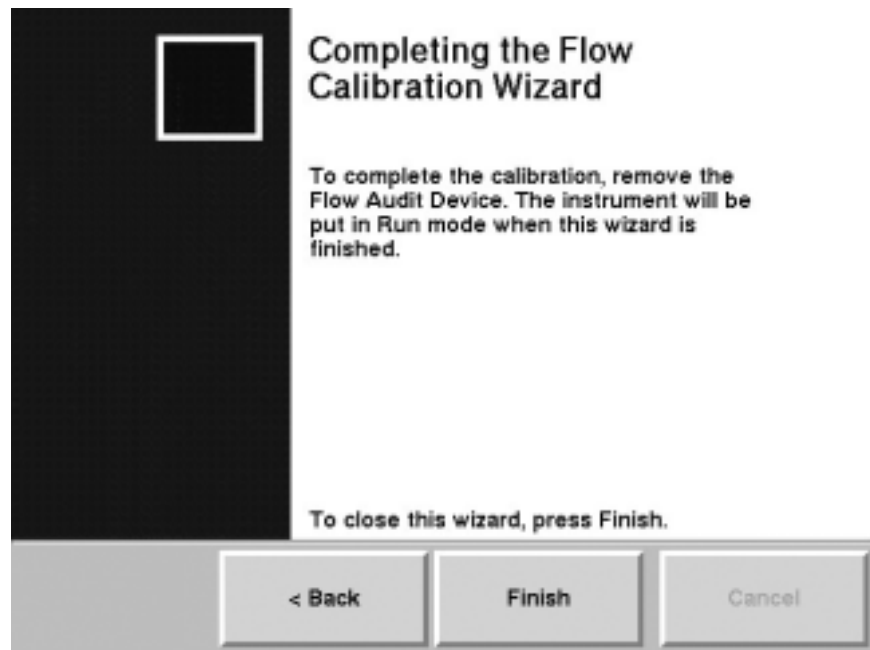 Completing the Flow
Calibration Wizard
To complete the calibration, remove the
Flow Audit Device. The instrument will be
put in Run mode when this wizard is
finished.
To close this wizard, press Finish.
< Back
Finish
Cancel